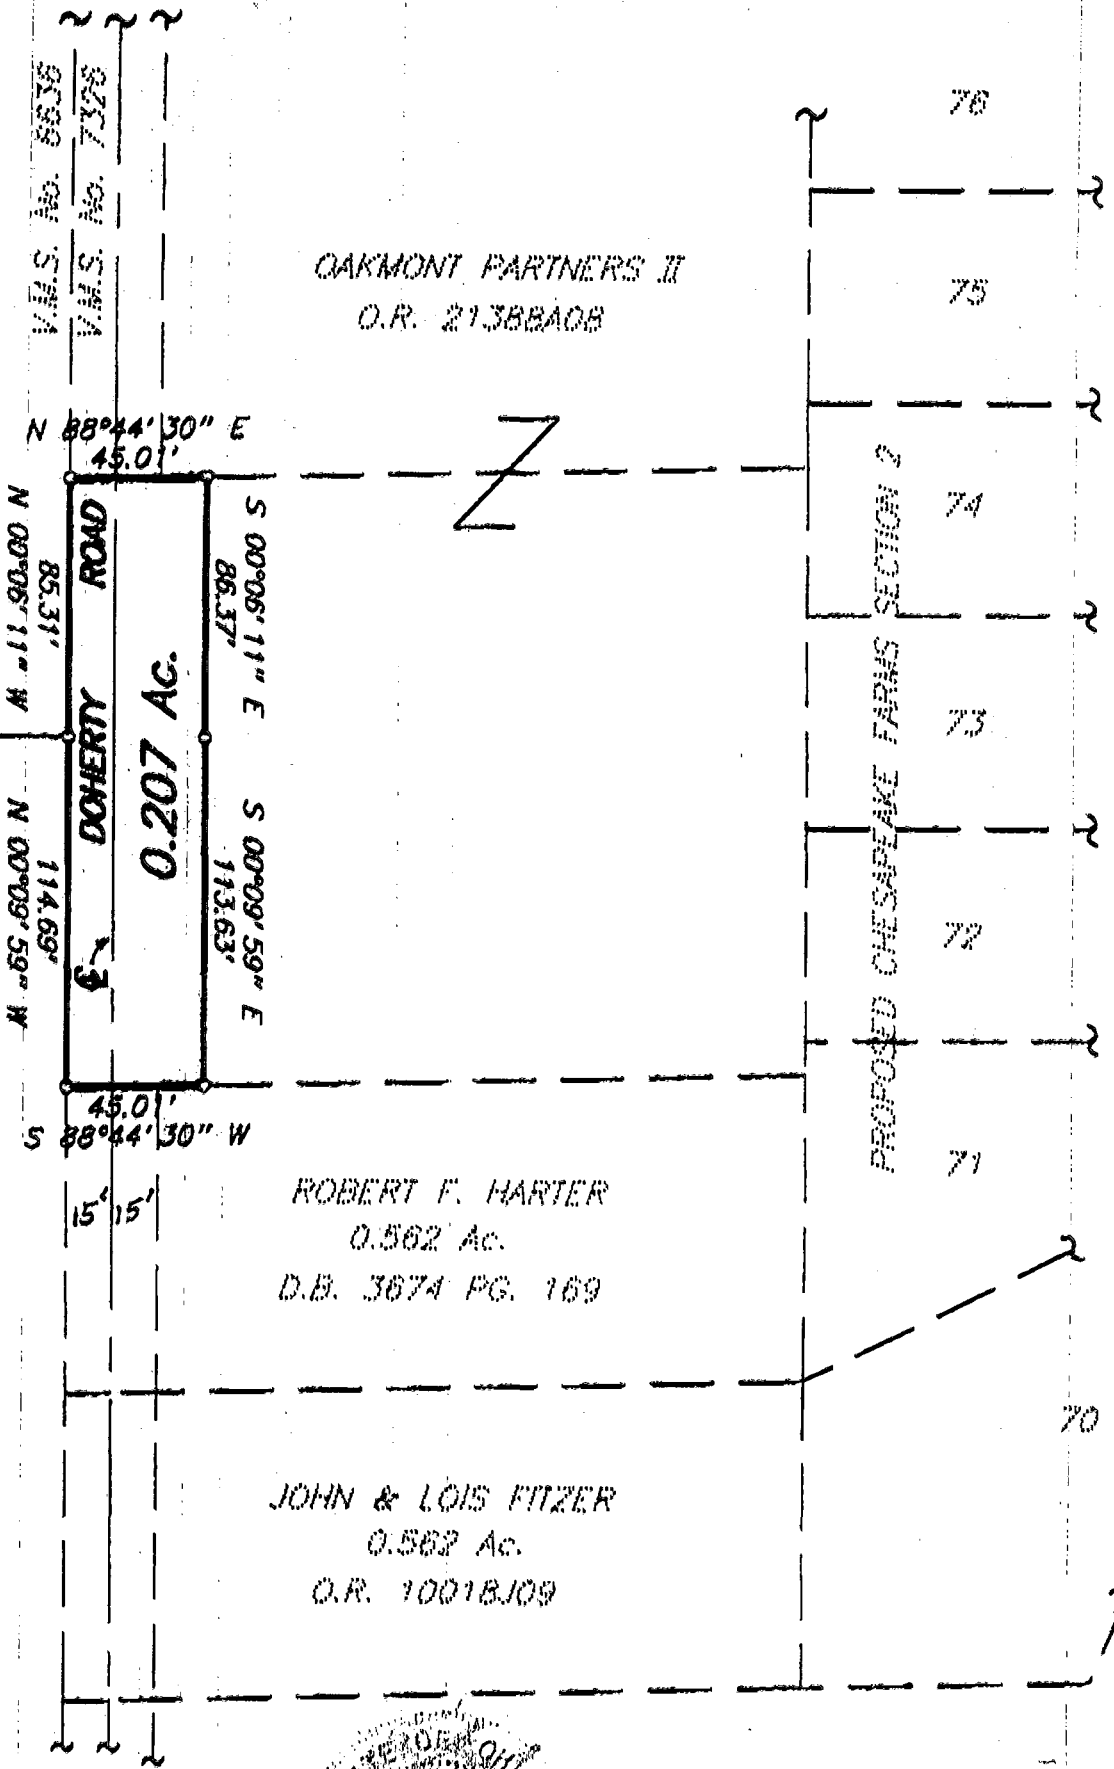 V.M.S. No. 8398
V.M.S. No. 7328
76
75
74
73
72
71
70
OAKMONT PARTNERS II
O.R. 21388A08
N 88°44' 30" E
45.01'
Z
N 00°06' 11" W
85.31'
N 00°09' 59" W
114.69'
DOHERTY ROAD
0.207 Ac.
℄
S 00°06' 11" E
86.37'
S 00°09' 59" E
113.63'
PROPOSED CHESAPEAKE FARMS SECTION 2
45.01'
S 88°44' 30" W
15' 15'
ROBERT F. HARTER
0.562 Ac.
D.B. 3674 PG. 169
JOHN & LOIS FITZER
0.562 Ac.
O.R. 10018J09